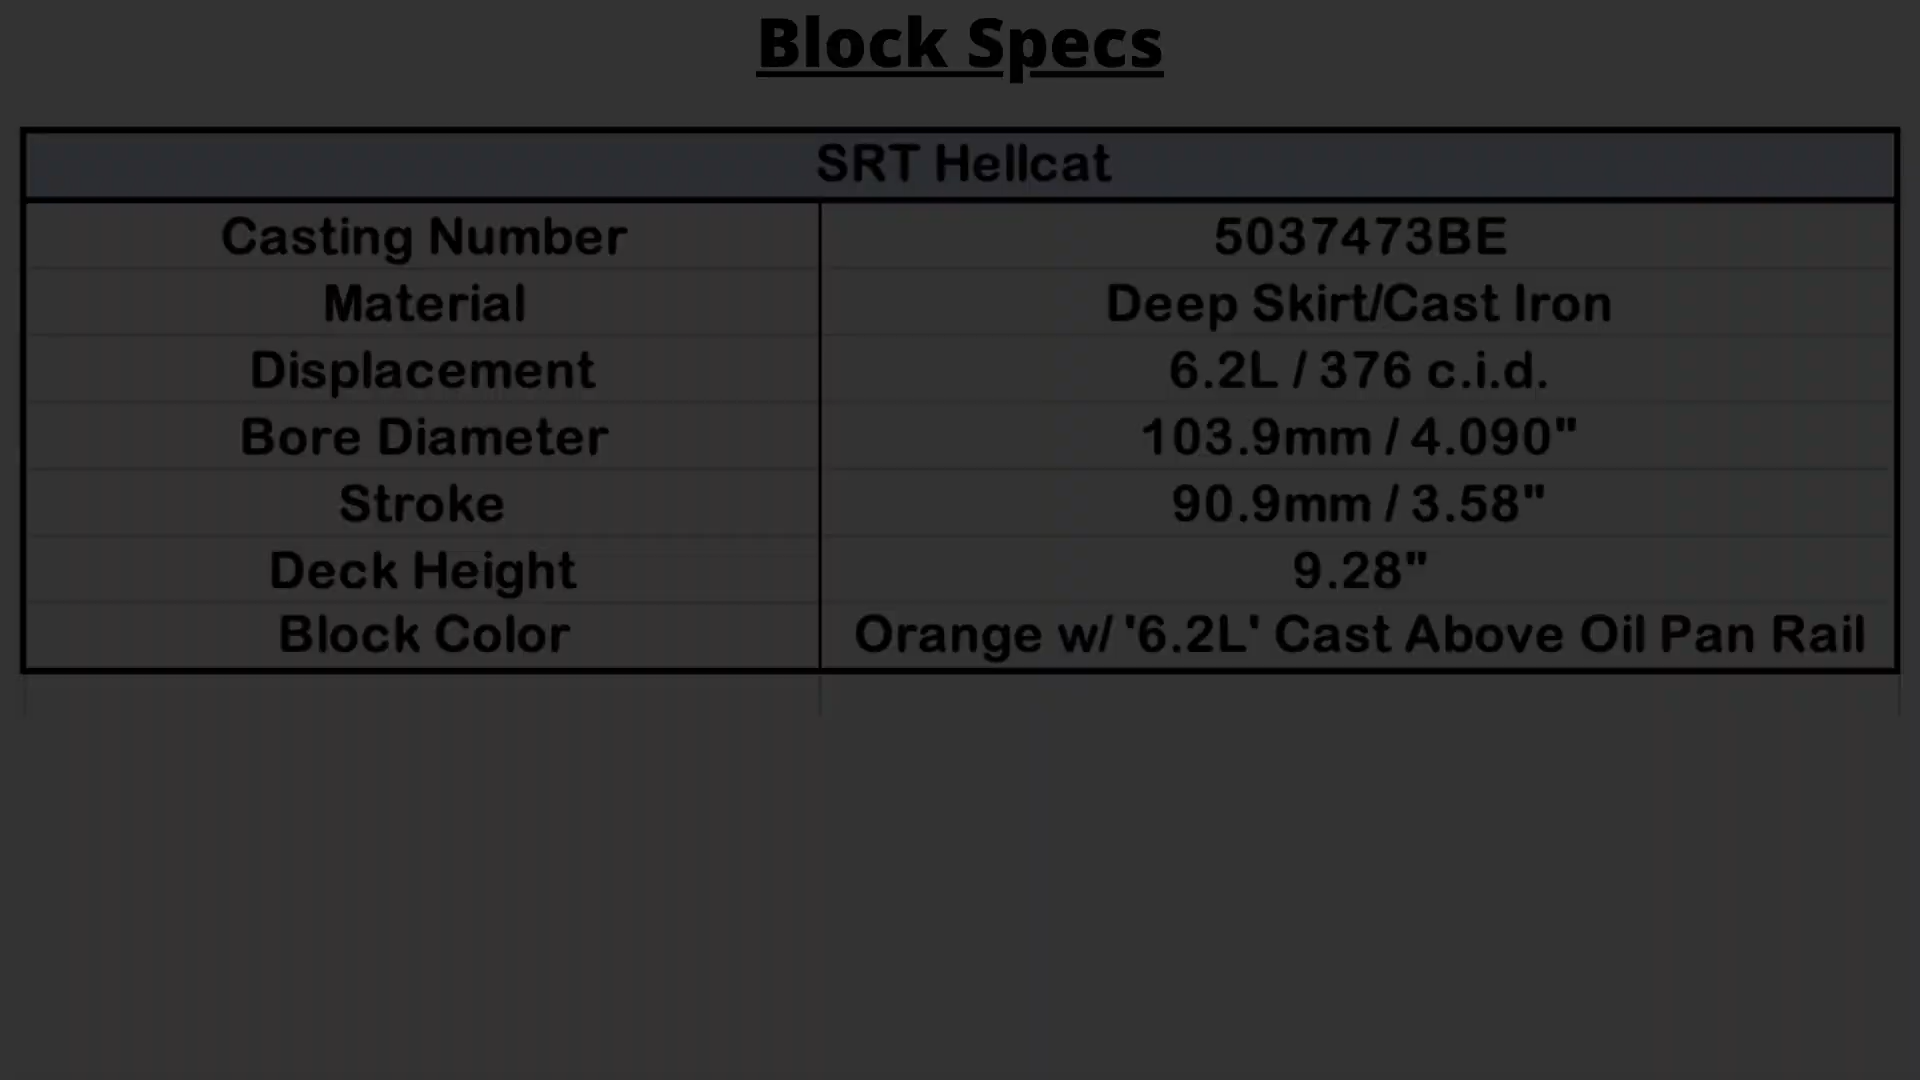 Block Specs
SRT Hellcat
Casting Number 5037473BE
Material Deep Skirt/Cast Iron
Displacement 6.2L / 376 c.i.d.
Bore Diameter 103.9mm / 4.090"
Stroke 90.9mm / 3.58"
Deck Height 9.28"
Block Color Orange w/ '6.2L' Cast Above Oil Pan Rail